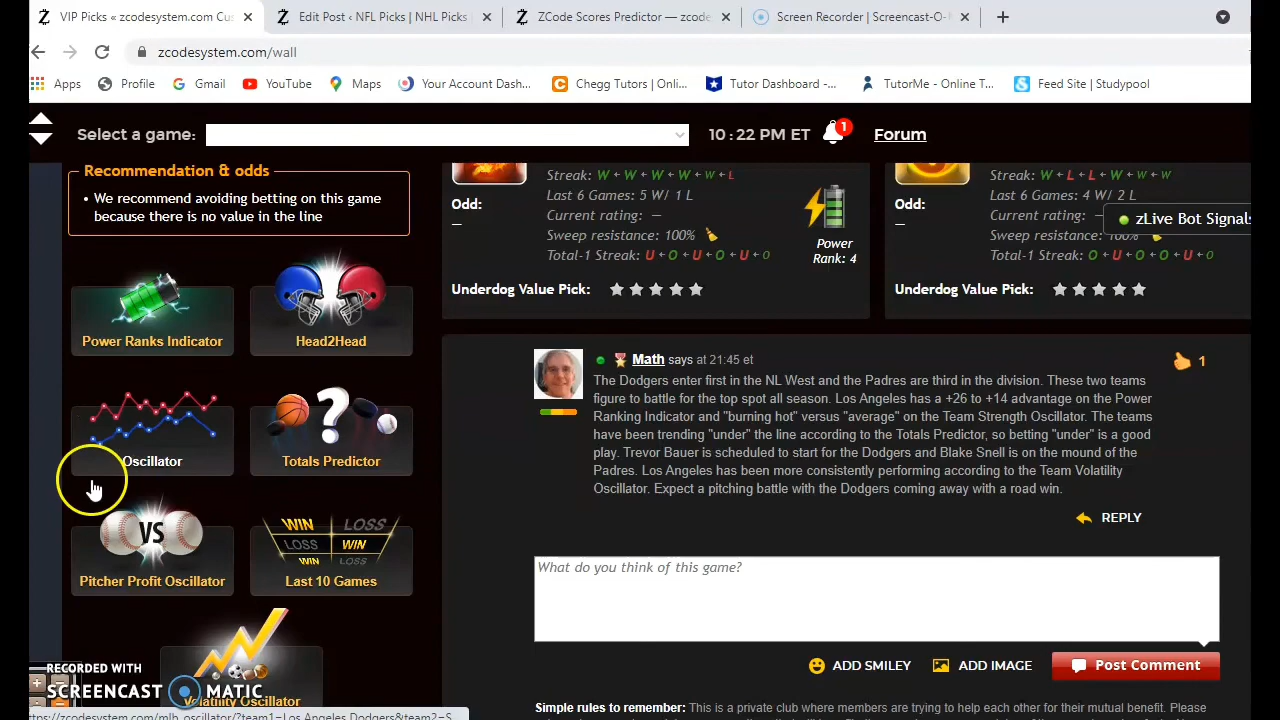 VIP Picks « zcodesystem.com Cus
Edit Post ‹ NFL Picks | NHL Picks
ZCode Scores Predictor — zcode
Screen Recorder | Screencast-O-
zcodesystem.com/wall
Apps
Profile
Gmail
YouTube
Maps
Your Account Dash...
Chegg Tutors | Onli...
Tutor Dashboard -...
TutorMe - Online T...
Feed Site | Studypool
Select a game:
10:22 PM ET
1
Forum
Recommendation & odds
• We recommend avoiding betting on this game
because there is no value in the line
Power Ranks Indicator
Head2Head
Oscillator
?
Totals Predictor
VS
Pitcher Profit Oscillator
WIN LOSS
LOSS WIN
WIN LOSS
Last 10 Games
Volatility Oscillator
Odd:
—
Streak: W ← W ← W ← W ← W ← L
Last 6 Games: 5 W/ 1 L
Current rating: —
Sweep resistance: 100%
Total-1 Streak: U ← O ← U ← O ← U ← O
Power
Rank: 4
Underdog Value Pick:
Odd:
—
Streak: W ← L ← L ← W ← W ← W
Last 6 Games: 4 W/ 2 L
Current rating: —
Sweep resistance: 100%
Total-1 Streak: O ← U ← O ← O ← U ← O
zLive Bot Signals
Underdog Value Pick:
Math says at 21:45 et
1
The Dodgers enter first in the NL West and the Padres are third in the division. These two teams
figure to battle for the top spot all season. Los Angeles has a +26 to +14 advantage on the Power
Ranking Indicator and "burning hot" versus "average" on the Team Strength Oscillator. The teams
have been trending "under" the line according to the Totals Predictor, so betting "under" is a good
play. Trevor Bauer is scheduled to start for the Dodgers and Blake Snell is on the mound of the
Padres. Los Angeles has been more consistently performing according to the Team Volatility
Oscillator. Expect a pitching battle with the Dodgers coming away with a road win.
REPLY
What do you think of this game?
ADD SMILEY
ADD IMAGE
Post Comment
Simple rules to remember: This is a private club where members are trying to help each other for their mutual benefit. Please
RECORDED WITH
SCREENCAST MATIC
ttps://zcodesystem.com/mlb_oscillator/?team1=Los Angeles Dodgers&team2=S...